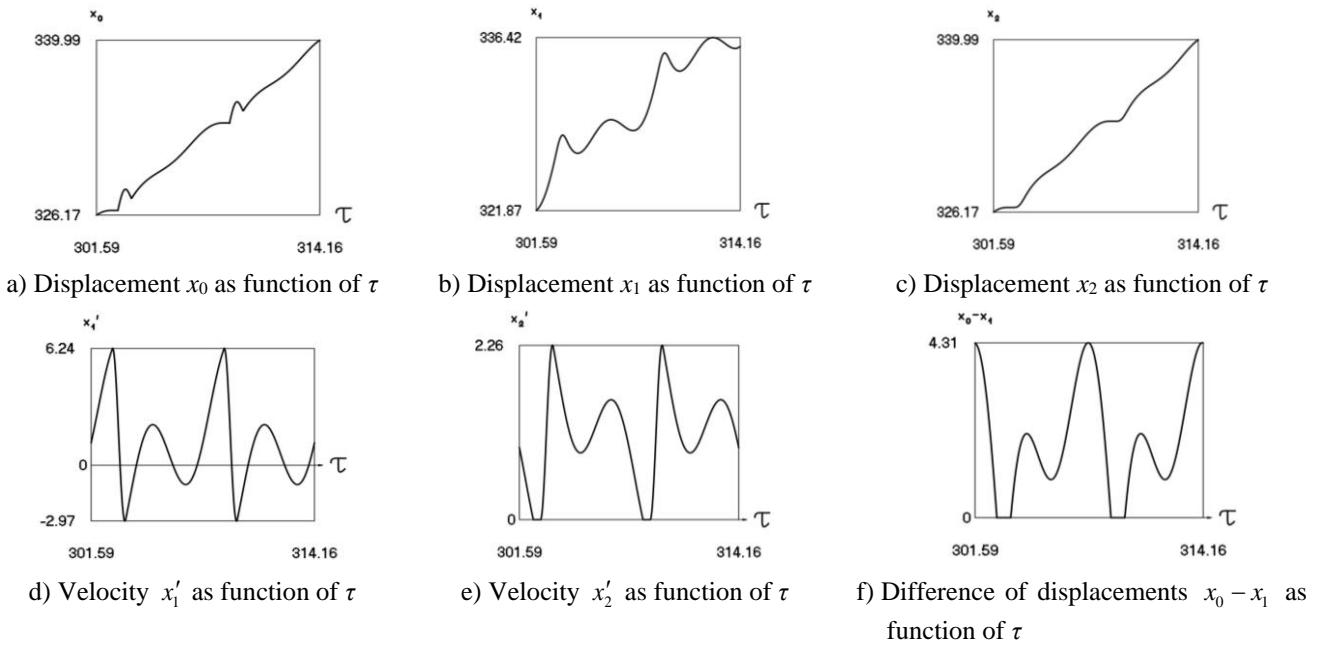 x₀
339.99
326.17
τ
301.59
314.16
a) Displacement x₀ as function of τ
x₁
336.42
321.87
τ
301.59
314.16
b) Displacement x₁ as function of τ
x₂
339.99
326.17
τ
301.59
314.16
c) Displacement x₂ as function of τ
x₁'
6.24
0
-2.97
τ
301.59
314.16
d) Velocity x₁′ as function of τ
x₂'
2.26
0
τ
301.59
314.16
e) Velocity x₂′ as function of τ
x₀-x₁
4.31
0
τ
301.59
314.16
f) Difference of displacements x₀ − x₁ as
function of τ